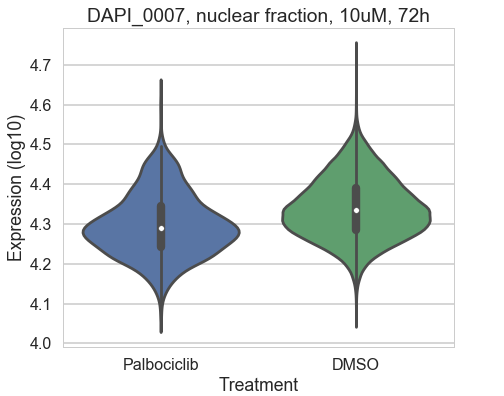 DAPI_0007, nuclear fraction, 10uM, 72h
Expression (log10)
4.7
4.6
4.5
4.4
4.3
4.2
4.1
4.0
Palbociclib DMSO
Treatment